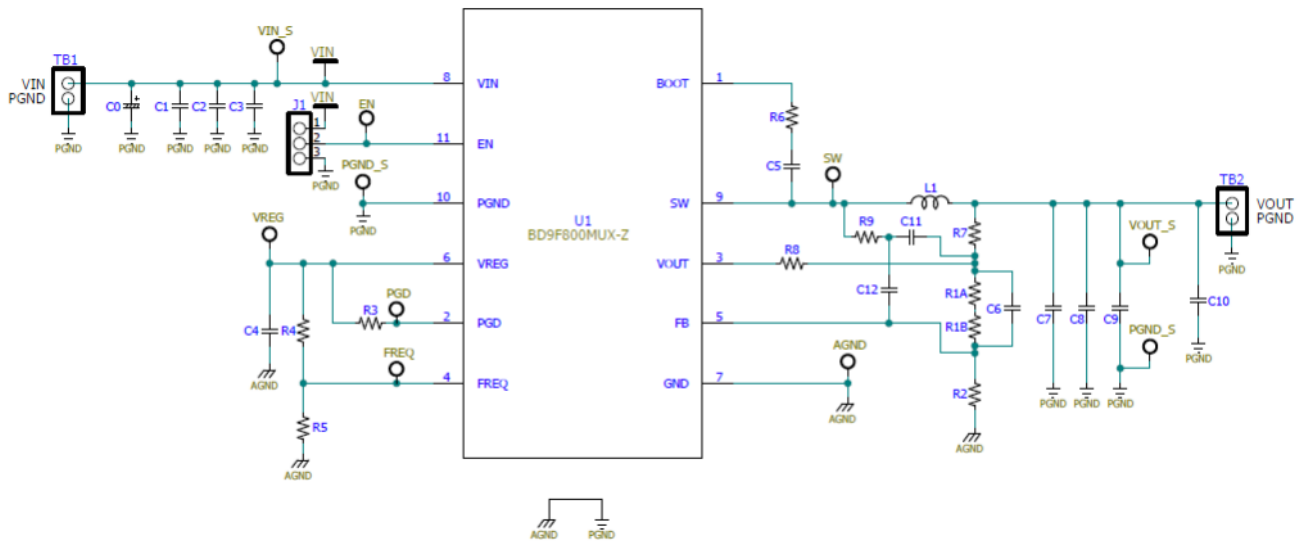 VIN_S
VIN
TB1
VIN
PGND
C0
+
C1
C2
C3
PGND
PGND
PGND
PGND
PGND
J1
VIN
1
2
3
EN
PGND
PGND_S
PGND
8
11
10
6
2
4
VIN
EN
PGND
VREG
PGD
FREQ
U1
BD9F800MUX-Z
BOOT
SW
VOUT
FB
GND
1
9
3
5
7
VREG
C4
R4
R3
PGD
FREQ
AGND
R5
AGND
R6
C5
SW
L1
R9
C11
R7
R8
C12
R1A
R1B
C6
C7
C8
C9
C10
R2
AGND
AGND
AGND
VOUT_S
PGND_S
PGND
PGND
PGND
PGND
TB2
VOUT
PGND
PGND
AGND
PGND